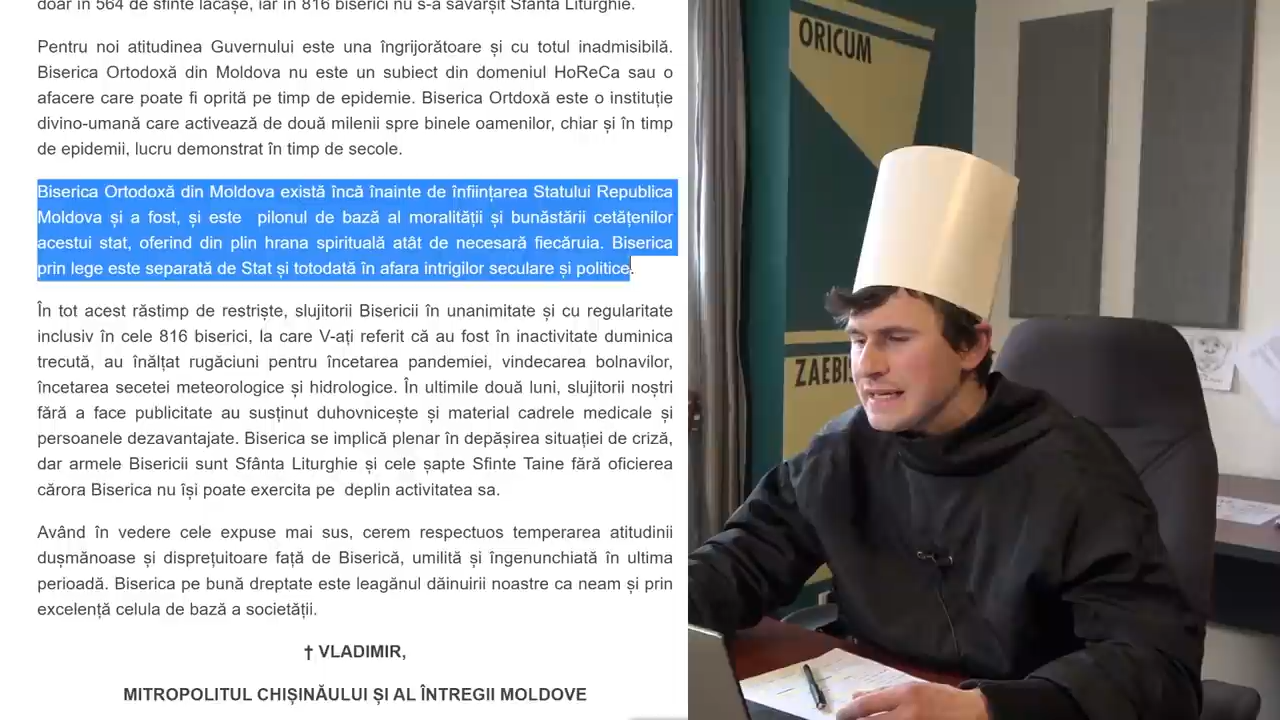 doar în 564 de sfinte lăcașe, iar în 816 biserici nu s-a săvârșit Sfânta Liturghie.
Pentru noi atitudinea Guvernului este una îngrijorătoare și cu totul inadmisibilă.
Biserica Ortodoxă din Moldova nu este un subiect din domeniul HoReCa sau o
afacere care poate fi oprită pe timp de epidemie. Biserica Ortdoxă este o instituție
divino-umană care activează de două milenii spre binele oamenilor, chiar și în timp
de epidemii, lucru demonstrat în timp de secole.
Biserica Ortodoxă din Moldova există încă înainte de înființarea Statului Republica
Moldova și a fost, și este  pilonul de bază al moralității și bunăstării cetățenilor
acestui stat, oferind din plin hrana spirituală atât de necesară fiecăruia. Biserica
prin lege este separată de Stat și totodată în afara intrigilor seculare și politice.
În tot acest răstimp de restriște, slujitorii Bisericii în unanimitate și cu regularitate
inclusiv în cele 816 biserici, la care V-ați referit că au fost în inactivitate duminica
trecută, au înălțat rugăciuni pentru încetarea pandemiei, vindecarea bolnavilor,
încetarea secetei meteorologice și hidrologice. În ultimile două luni, slujitorii noștri
fără a face publicitate au susținut duhovnicește și material cadrele medicale și
persoanele dezavantajate. Biserica se implică plenar în depășirea situației de criză,
dar armele Bisericii sunt Sfânta Liturghie și cele șapte Sfinte Taine fără oficierea
cărora Biserica nu își poate exercita pe  deplin activitatea sa.
Având în vedere cele expuse mai sus, cerem respectuos temperarea atitudinii
dușmănoase și disprețuitoare față de Biserică, umilită și îngenunchiată în ultima
perioadă. Biserica pe bună dreptate este leagănul dăinuirii noastre ca neam și prin
excelență celula de bază a societății.
† VLADIMIR,
MITROPOLITUL CHIȘINĂULUI ȘI AL ÎNTREGII MOLDOVE
ORICUM